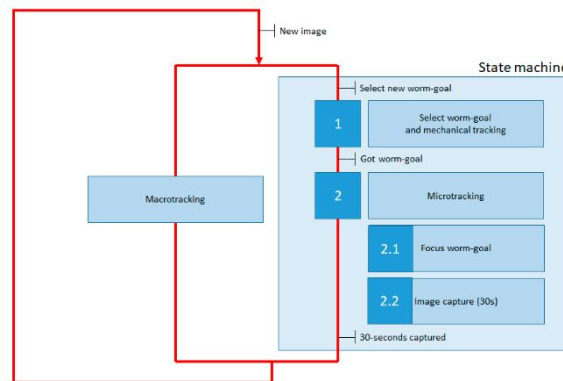 New image
State machine
Select new worm-goal
1
Select worm-goal
and mechanical tracking
Got worm-goal
2
Microtracking
Macrotracking
2.1
Focus worm-goal
2.2
Image capture (30s)
30-seconds captured